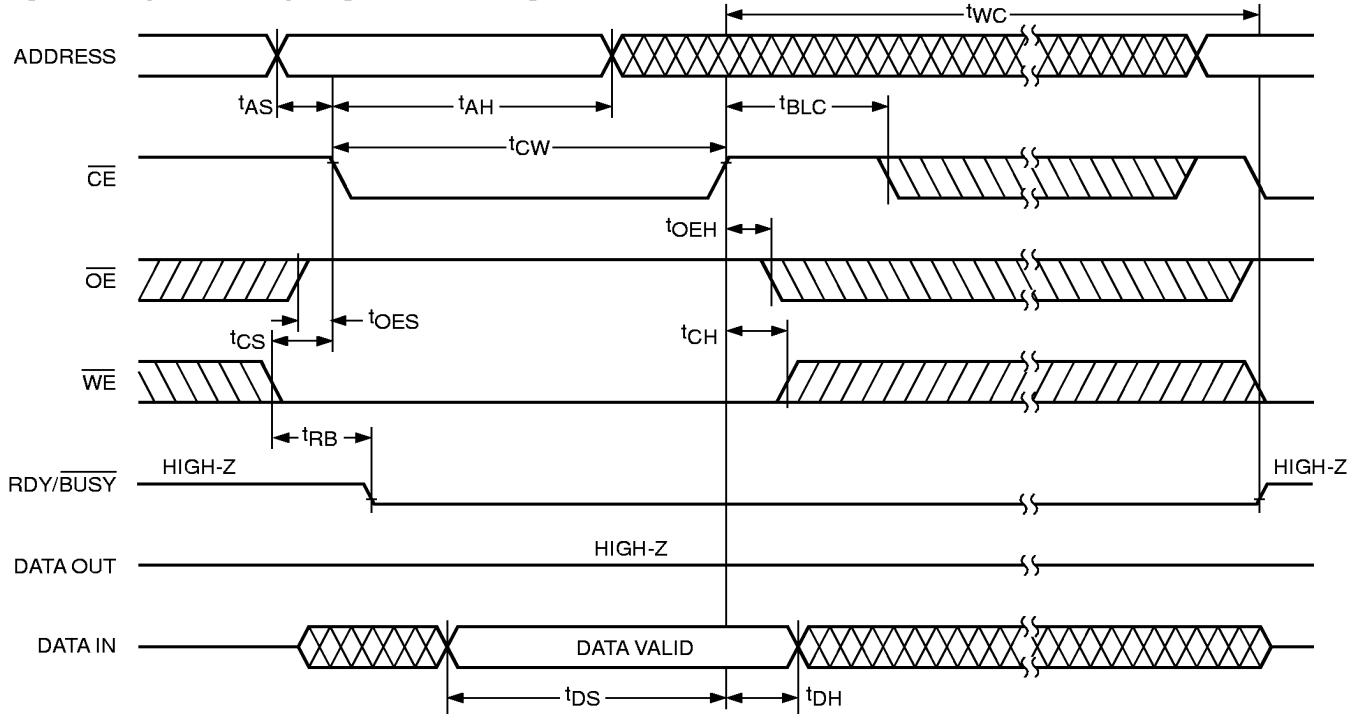 tWC
ADDRESS
tAS
tAH
tBLC
tCW
CE
tOEH
OE
tOES
tCS
tCH
WE
tRB
HIGH-Z
HIGH-Z
RDY/BUSY
HIGH-Z
DATA OUT
DATA IN
DATA VALID
tDS
tDH